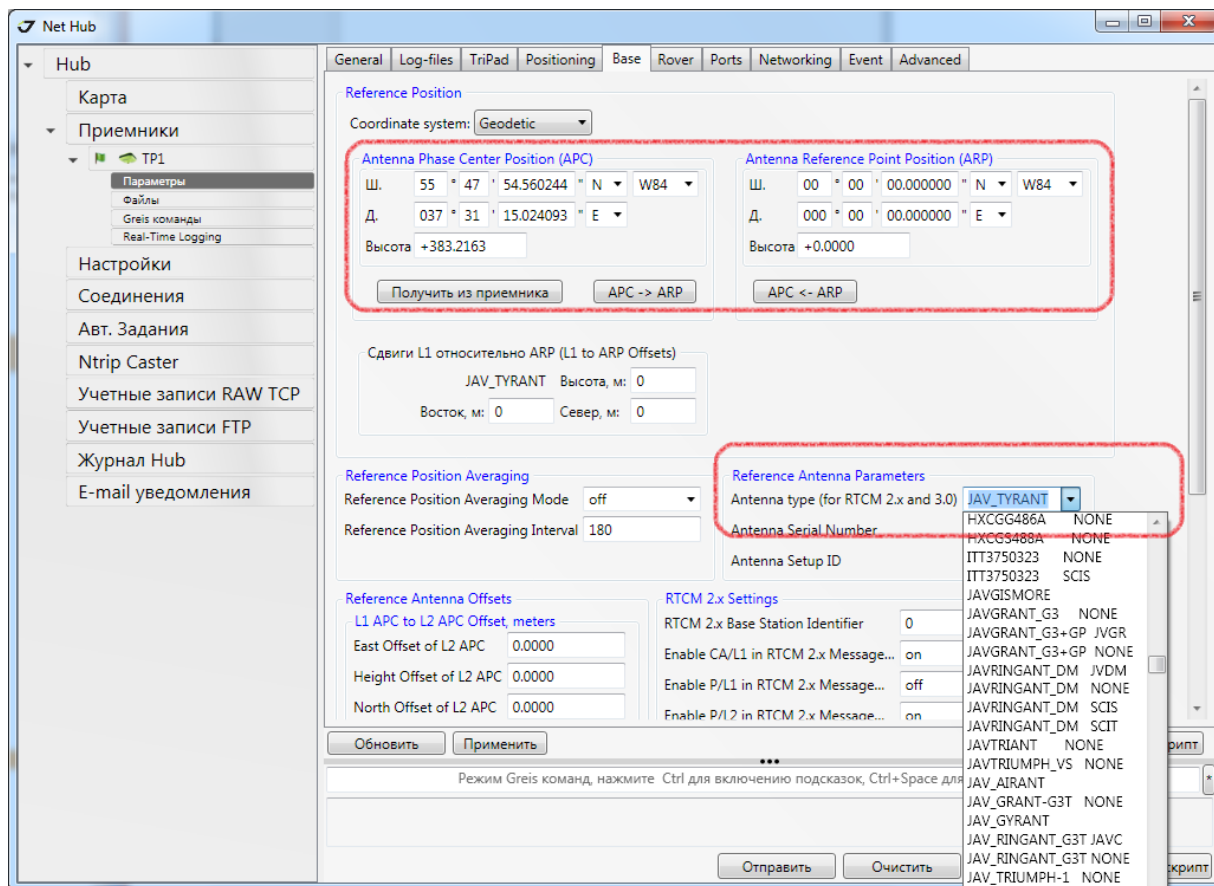 Net Hub
Hub
Карта
Приемники
TP1
Параметры
Файлы
Greis команды
Real-Time Logging
Настройки
Соединения
Авт. Задания
Ntrip Caster
Учетные записи RAW TCP
Учетные записи FTP
Журнал Hub
E-mail уведомления
General Log-files TriPad Positioning Base Rover Ports Networking Event Advanced
Reference Position
Coordinate system: Geodetic
Antenna Phase Center Position (APC)
Ш. 55 ° 47 ' 54.560244 " N W84
Д. 037 ° 31 ' 15.024093 " E
Высота +383.2163
Получить из приемника APC -> ARP
Antenna Reference Point Position (ARP)
Ш. 00 ° 00 ' 00.000000 " N W84
Д. 000 ° 00 ' 00.000000 " E
Высота +0.0000
APC <- ARP
Сдвиги L1 относительно ARP (L1 to ARP Offsets)
JAV_TYRANT Высота, м: 0
Восток, м: 0 Север, м: 0
Reference Position Averaging
Reference Position Averaging Mode off
Reference Position Averaging Interval 180
Reference Antenna Parameters
Antenna type (for RTCM 2.x and 3.0) JAV_TYRANT
Antenna Serial Number
Antenna Setup ID
HXCGG486A NONE
HXCGS488A NONE
ITT3750323 NONE
ITT3750323 SCIS
JAVGISMORE
JAVGRANT_G3 NONE
JAVGRANT_G3+GP JVGR
JAVGRANT_G3+GP NONE
JAVRINGANT_DM JVDM
JAVRINGANT_DM NONE
JAVRINGANT_DM SCIS
JAVRINGANT_DM SCIT
JAVTRIANT NONE
JAVTRIUMPH_VS NONE
JAV_AIRANT
JAV_GRANT-G3T NONE
JAV_GYRANT
JAV_RINGANT_G3T JAVC
JAV_RINGANT_G3T NONE
JAV_TRIUMPH-1 NONE
Reference Antenna Offsets
L1 APC to L2 APC Offset, meters
East Offset of L2 APC 0.0000
Height Offset of L2 APC 0.0000
North Offset of L2 APC 0.0000
RTCM 2.x Settings
RTCM 2.x Base Station Identifier 0
Enable CA/L1 in RTCM 2.x Message... on
Enable P/L1 in RTCM 2.x Message... off
Enable P/L2 in RTCM 2.x Message... on
Обновить Применить рипт
Режим Greis команд, нажмите Ctrl для включению подсказок, Ctrl+Space для
*
Отправить Очистить скрипт